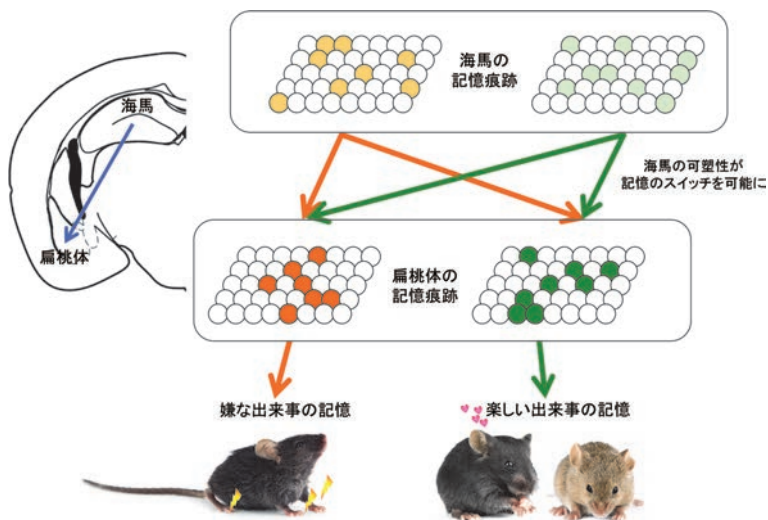 海馬
扁桃体
海馬の
記憶痕跡
海馬の可塑性が
記憶のスイッチを可能に
扁桃体の
記憶痕跡
嫌な出来事の記憶
楽しい出来事の記憶